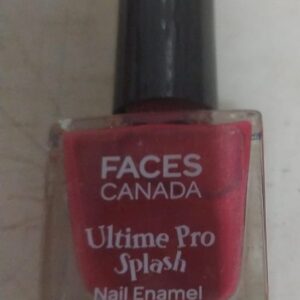 FACES
CANADA
Ultime Pro
Splash
Nail Enamel